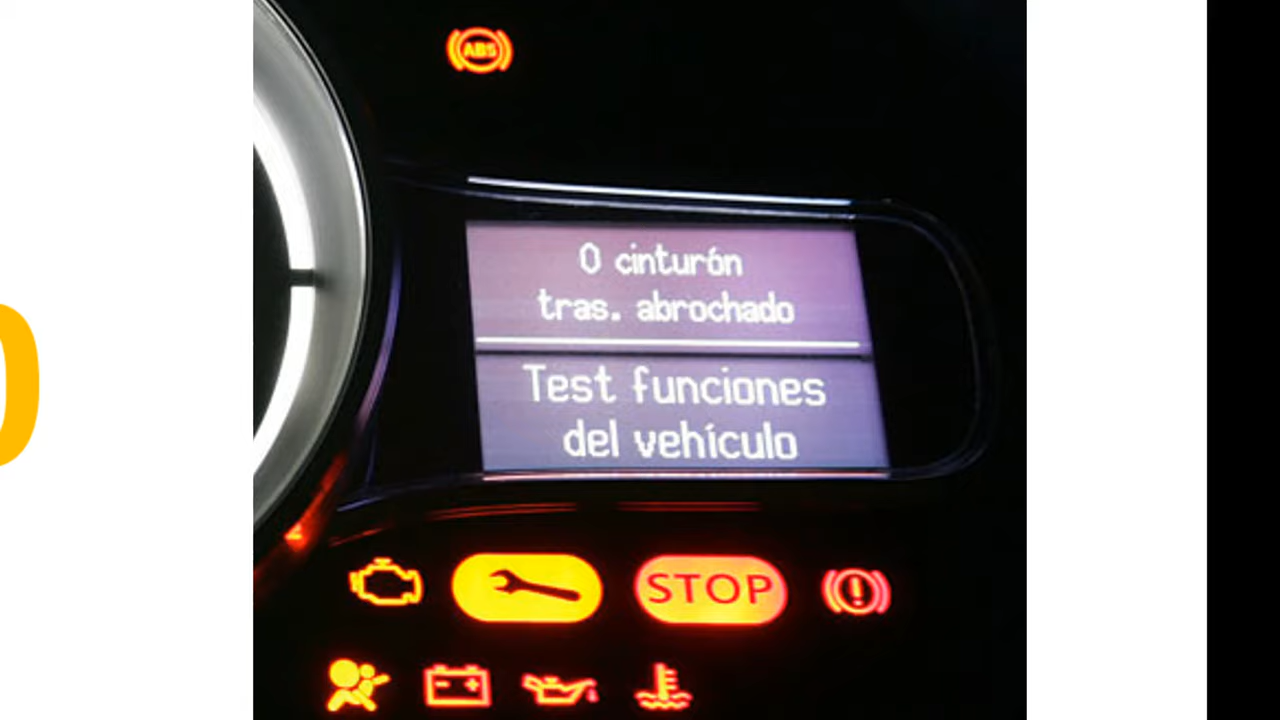 ABS
0 cinturón
tras. abrochado
Test funciones
del vehículo
STOP